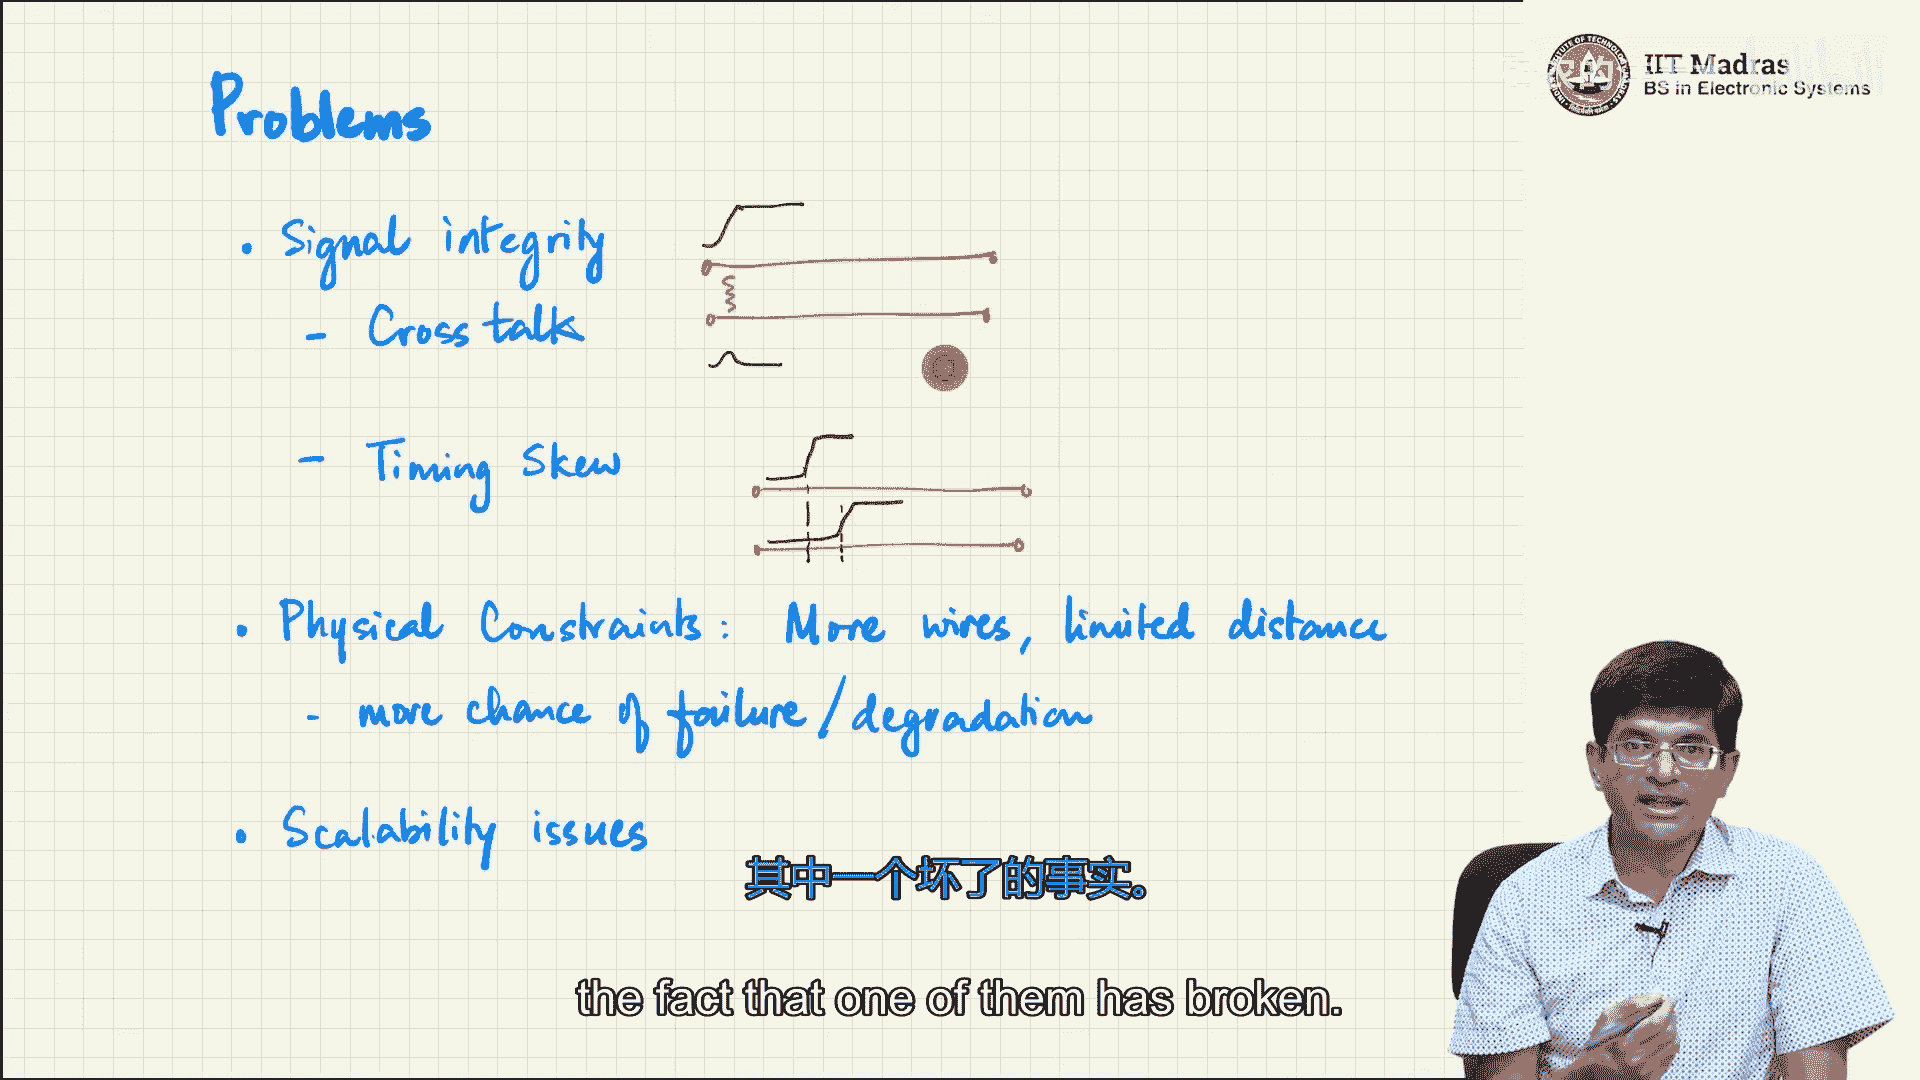 IIT Madras
BS in Electronic Systems
Problems
• Signal integrity
- Cross talk
- Timing Skew
• Physical Constraints: More wires, limited distance
- more chance of failure/degradation
• Scalability issues
其中一个坏了的事实。
the fact that one of them has broken.